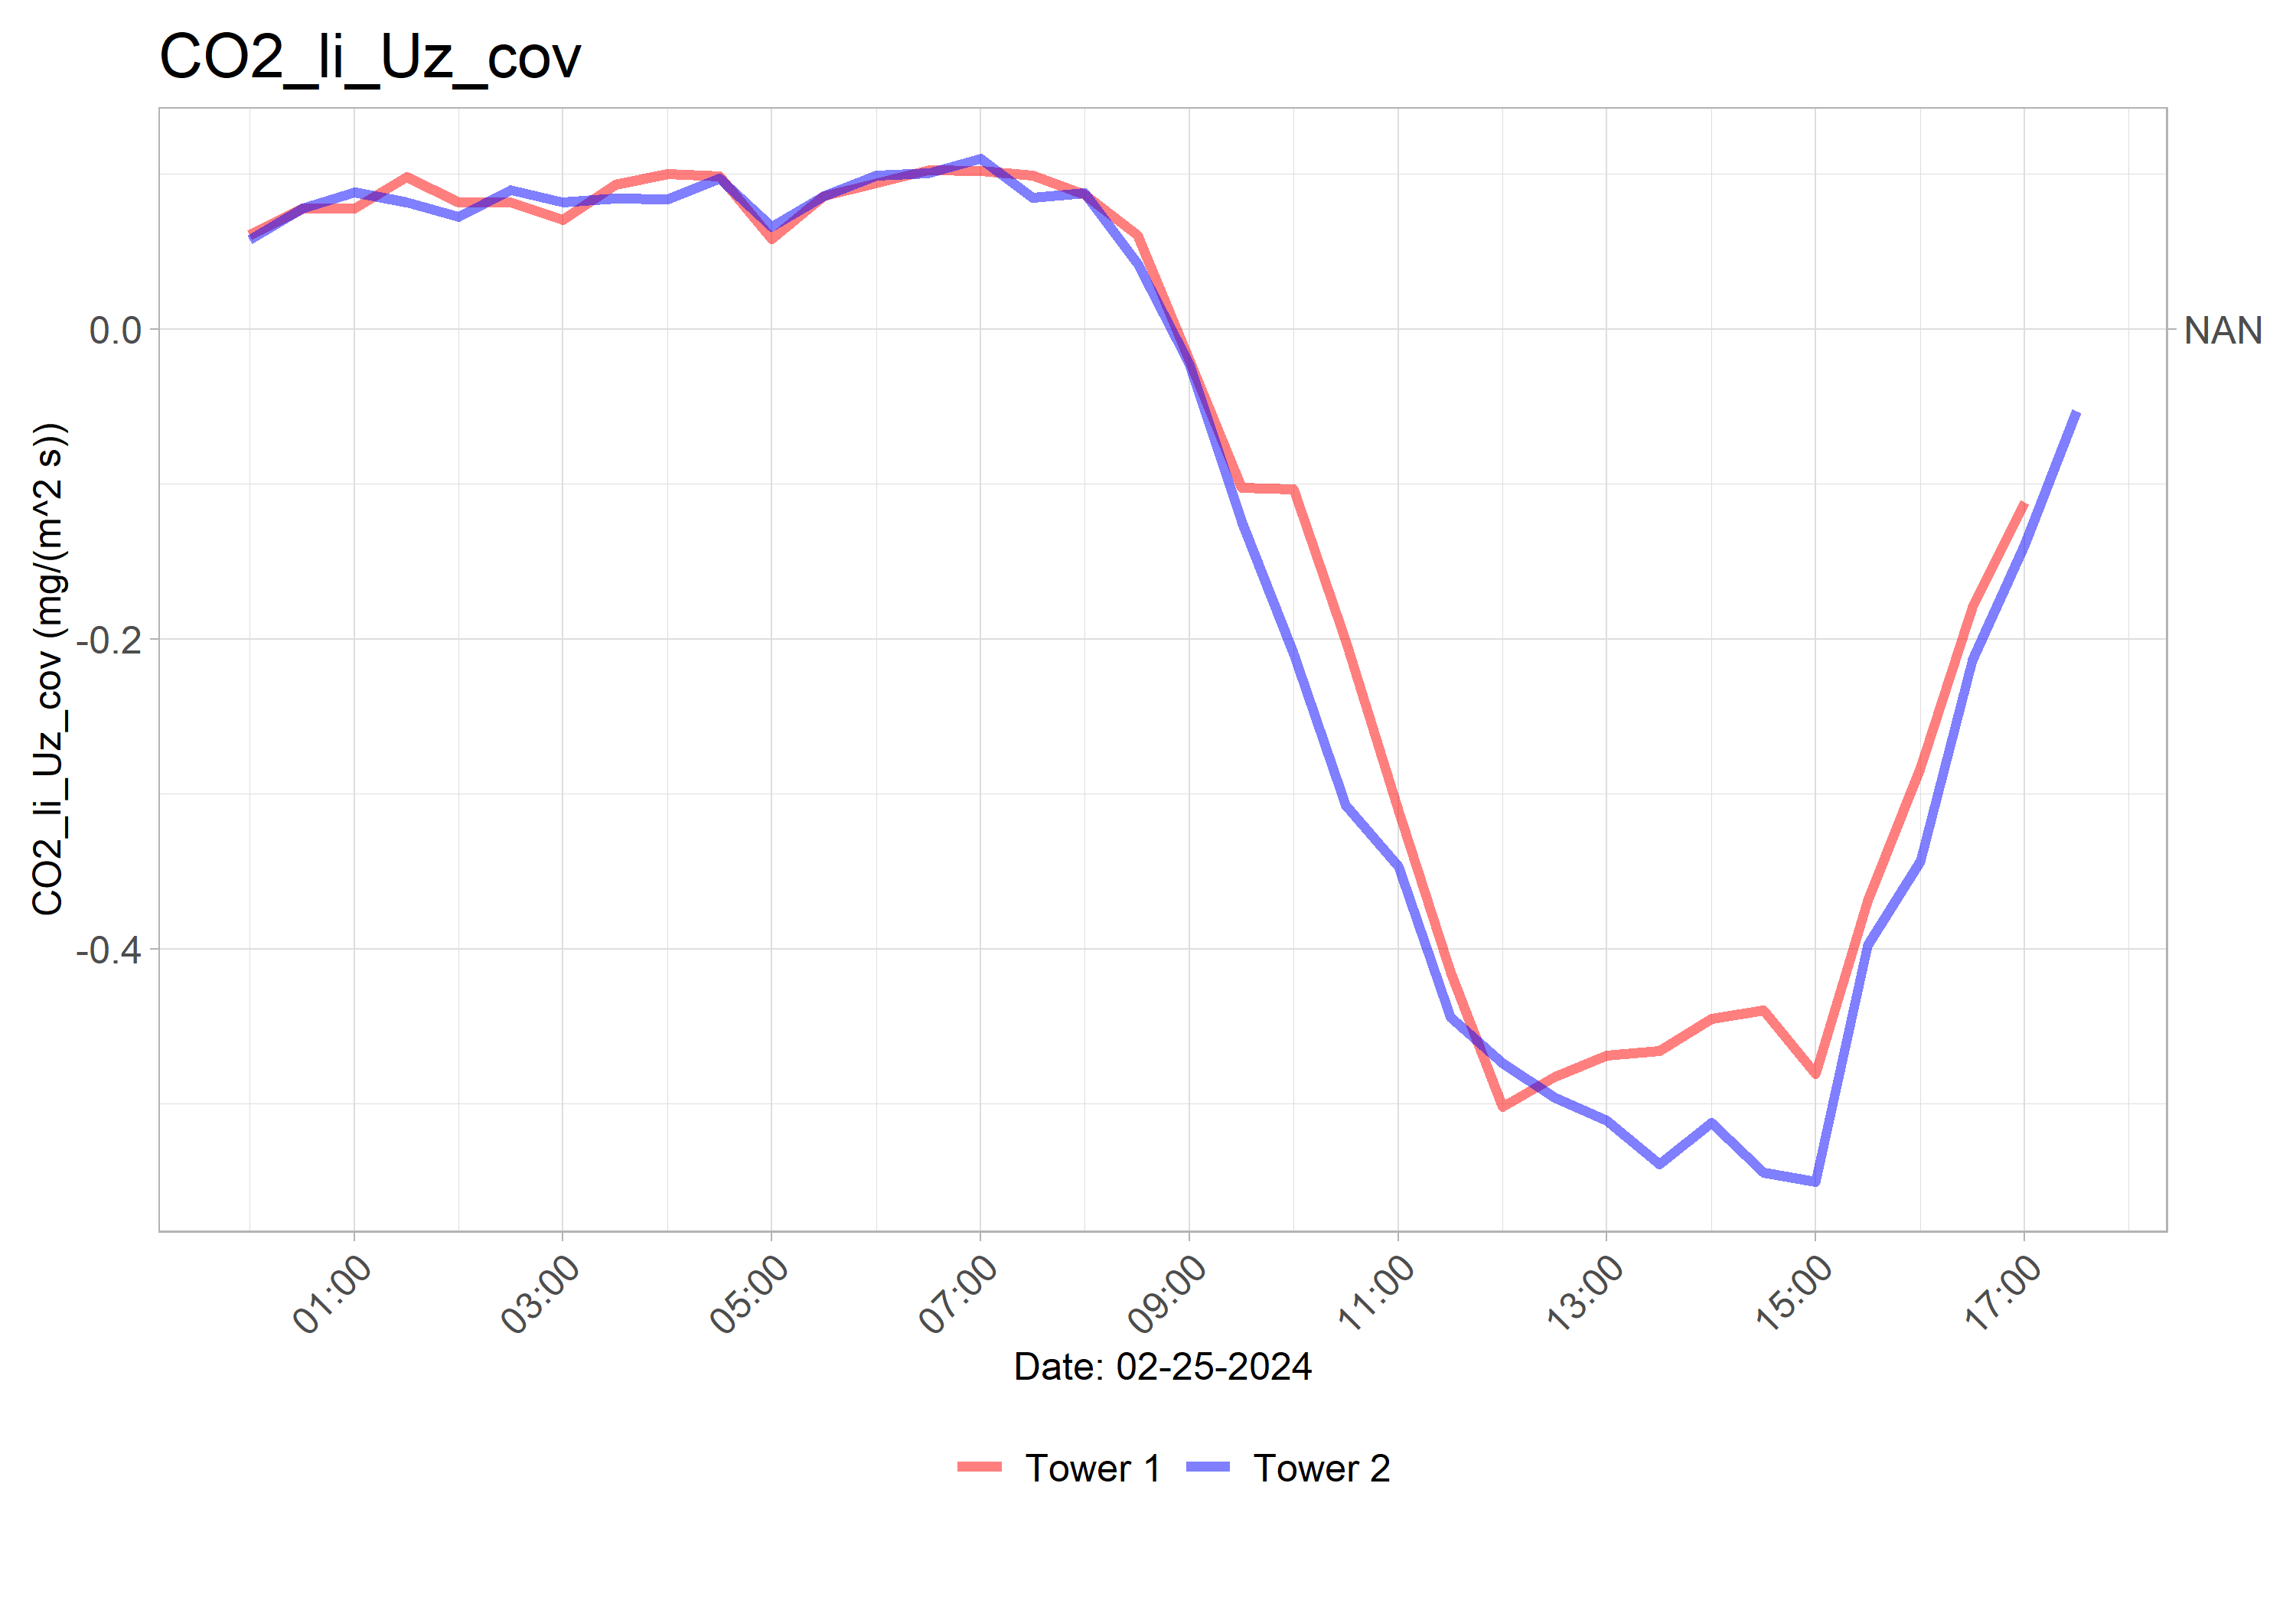 CO2_li_Uz_cov
CO2_li_Uz_cov (mg/(m^2 s))
0.0
-0.2
-0.4
NAN
01:00
03:00
05:00
07:00
09:00
11:00
13:00
15:00
17:00
Date: 02-25-2024
Tower 1
Tower 2